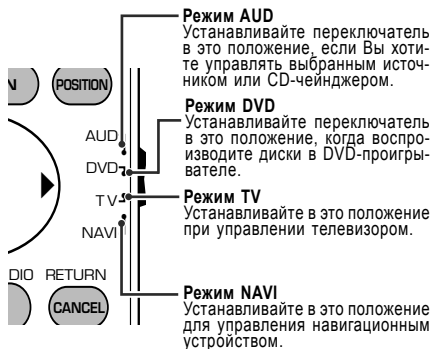 Режим AUD
Устанавливайте переключатель
в это положение, если Вы хоти-
те управлять выбранным источ-
ником или CD-чейнджером.
Режим DVD
Устанавливайте переключатель
в это положение, когда воспро-
изводите диски в DVD-проигры-
вателе.
Режим TV
Устанавливайте в это положение
при управлении телевизором.
Режим NAVI
Устанавливайте в это положение
для управления навигационным
устройством.
POSITION
AUD
DVD
TV
NAVI
DIO RETURN
CANCEL